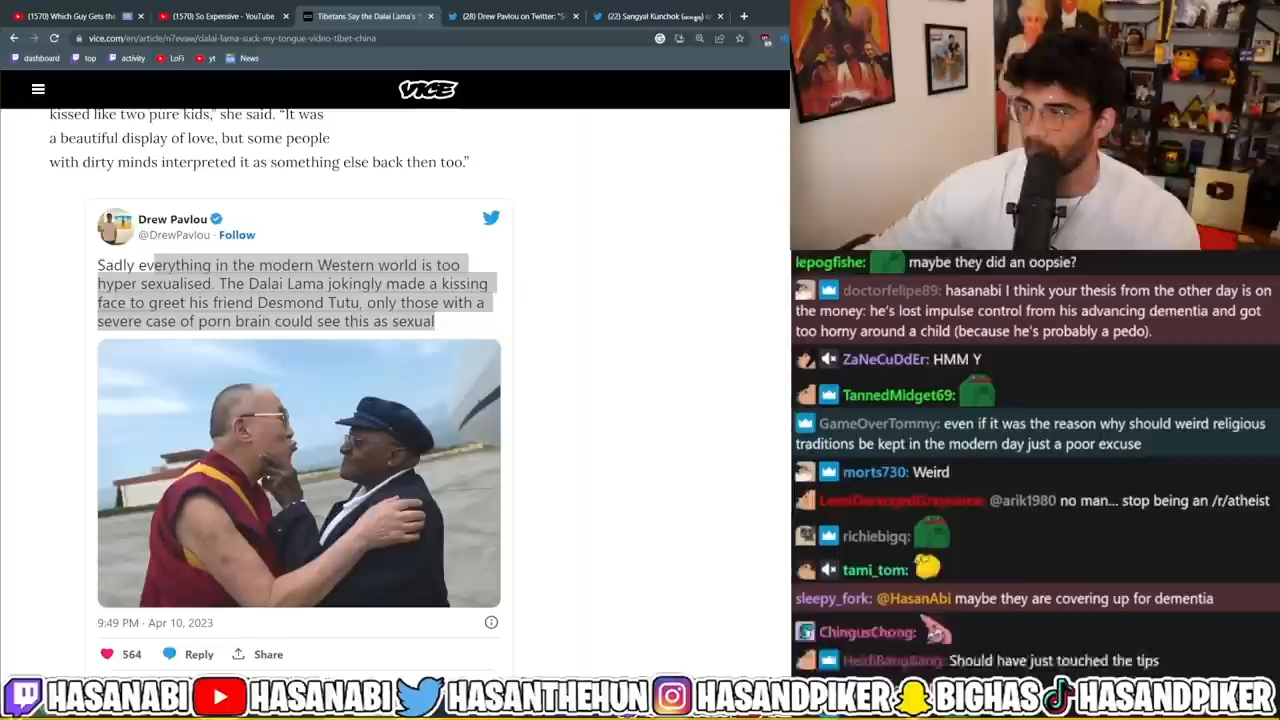 (1570) Which Guy Gets the
(1570) So Expensive - YouTube
Tibetans Say the Dalai Lama's "
(28) Drew Pavlou on Twitter: "S
vice.com/en/article/n7evaw/dalai-lama-suck-my-tongue-video-tibet-china
dashboard
top
activity
LoFi
yt
News
VICE
kissed like two pure kids," she said. "It was
a beautiful display of love, but some people
with dirty minds interpreted it as something else back then too."
Drew Pavlou
@DrewPavlou · Follow
Sadly everything in the modern Western world is too
hyper sexualised. The Dalai Lama jokingly made a kissing
face to greet his friend Desmond Tutu, only those with a
severe case of porn brain could see this as sexual
9:49 PM · Apr 10, 2023
564
Reply
Share
lepogfishe: maybe they did an oopsie?
doctorfelipe89: hasanabi I think your thesis from the other day is on
the money: he's lost impulse control from his advancing dementia and got
too horny around a child (because he's probably a pedo).
ZaNeCuDdEr: HMM Y
TannedMidget69:
GameOverTommy: even if it was the reason why should weird religious
traditions be kept in the modern day just a poor excuse
morts730: Weird
@arik1980 no man... stop being an /r/atheist
richiebigq:
tami_tom:
sleepy_fork: @HasanAbi maybe they are covering up for dementia
ChingusChong:
HeidiBangBang: Should have just touched the tips
HASANABI HASANABI HASANTHEHUN HASANDPIKER BIGHAS HASANDPIKER